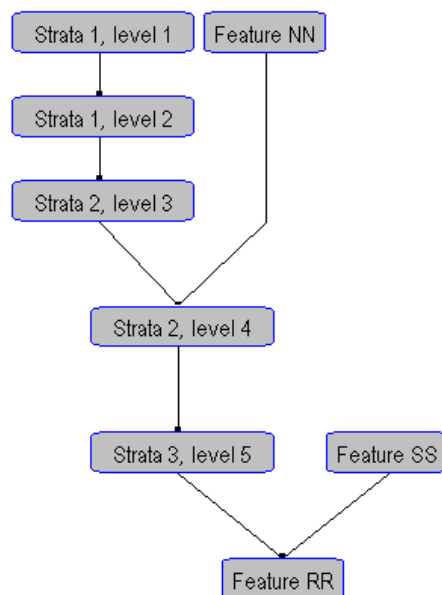 Strata 1, level 1
Feature NN
Strata 1, level 2
Strata 2, level 3
Strata 2, level 4
Strata 3, level 5
Feature SS
Feature RR